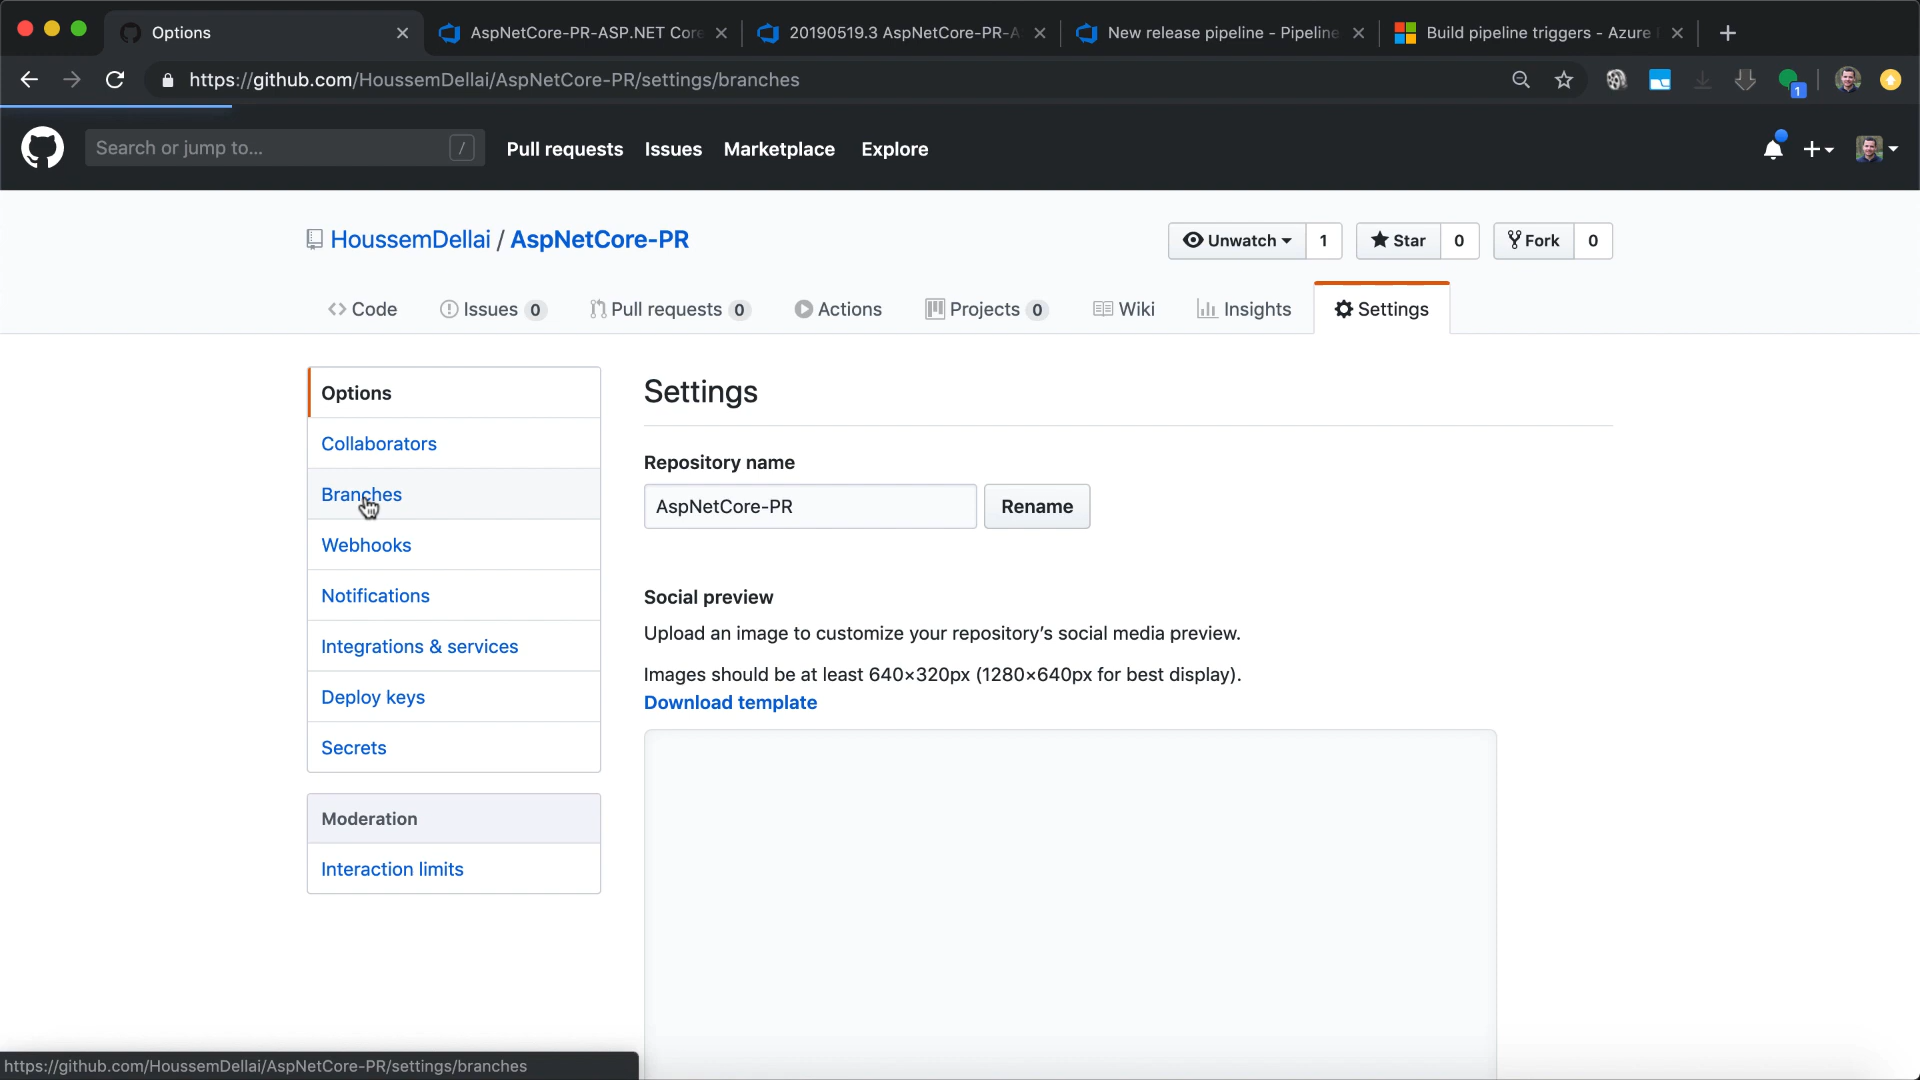 Options
AspNetCore-PR-ASP.NET Core
20190519.3 AspNetCore-PR-A
New release pipeline - Pipeline
Build pipeline triggers - Azure
https://github.com/HoussemDellai/AspNetCore-PR/settings/branches
1
Search or jump to...
/
Pull requests
Issues
Marketplace
Explore
HoussemDellai / AspNetCore-PR
Unwatch 1
Star 0
Fork 0
Code
Issues 0
Pull requests 0
Actions
Projects 0
Wiki
Insights
Settings
Options
Collaborators
Branches
Webhooks
Notifications
Integrations & services
Deploy keys
Secrets
Moderation
Interaction limits
Settings
Repository name
AspNetCore-PR
Rename
Social preview
Upload an image to customize your repository’s social media preview.
Images should be at least 640×320px (1280×640px for best display).
Download template
https://github.com/HoussemDellai/AspNetCore-PR/settings/branches